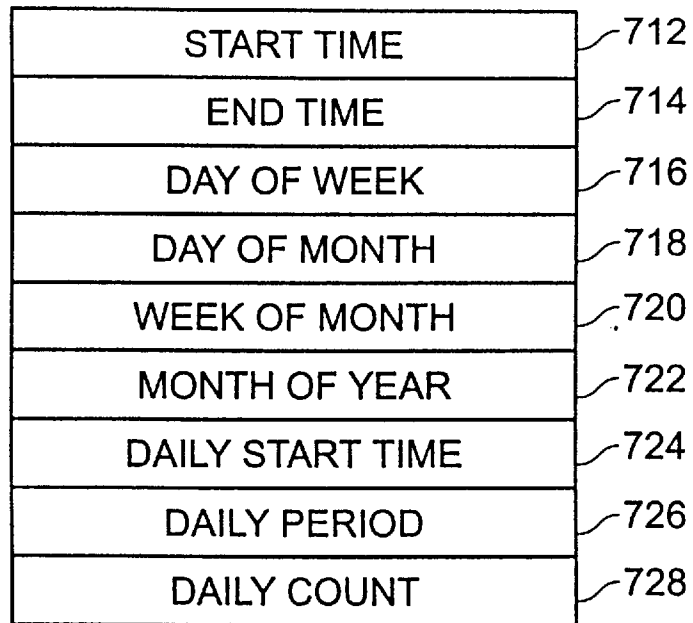 START TIME 712
END TIME 714
DAY OF WEEK 716
DAY OF MONTH 718
WEEK OF MONTH 720
MONTH OF YEAR 722
DAILY START TIME 724
DAILY PERIOD 726
DAILY COUNT 728